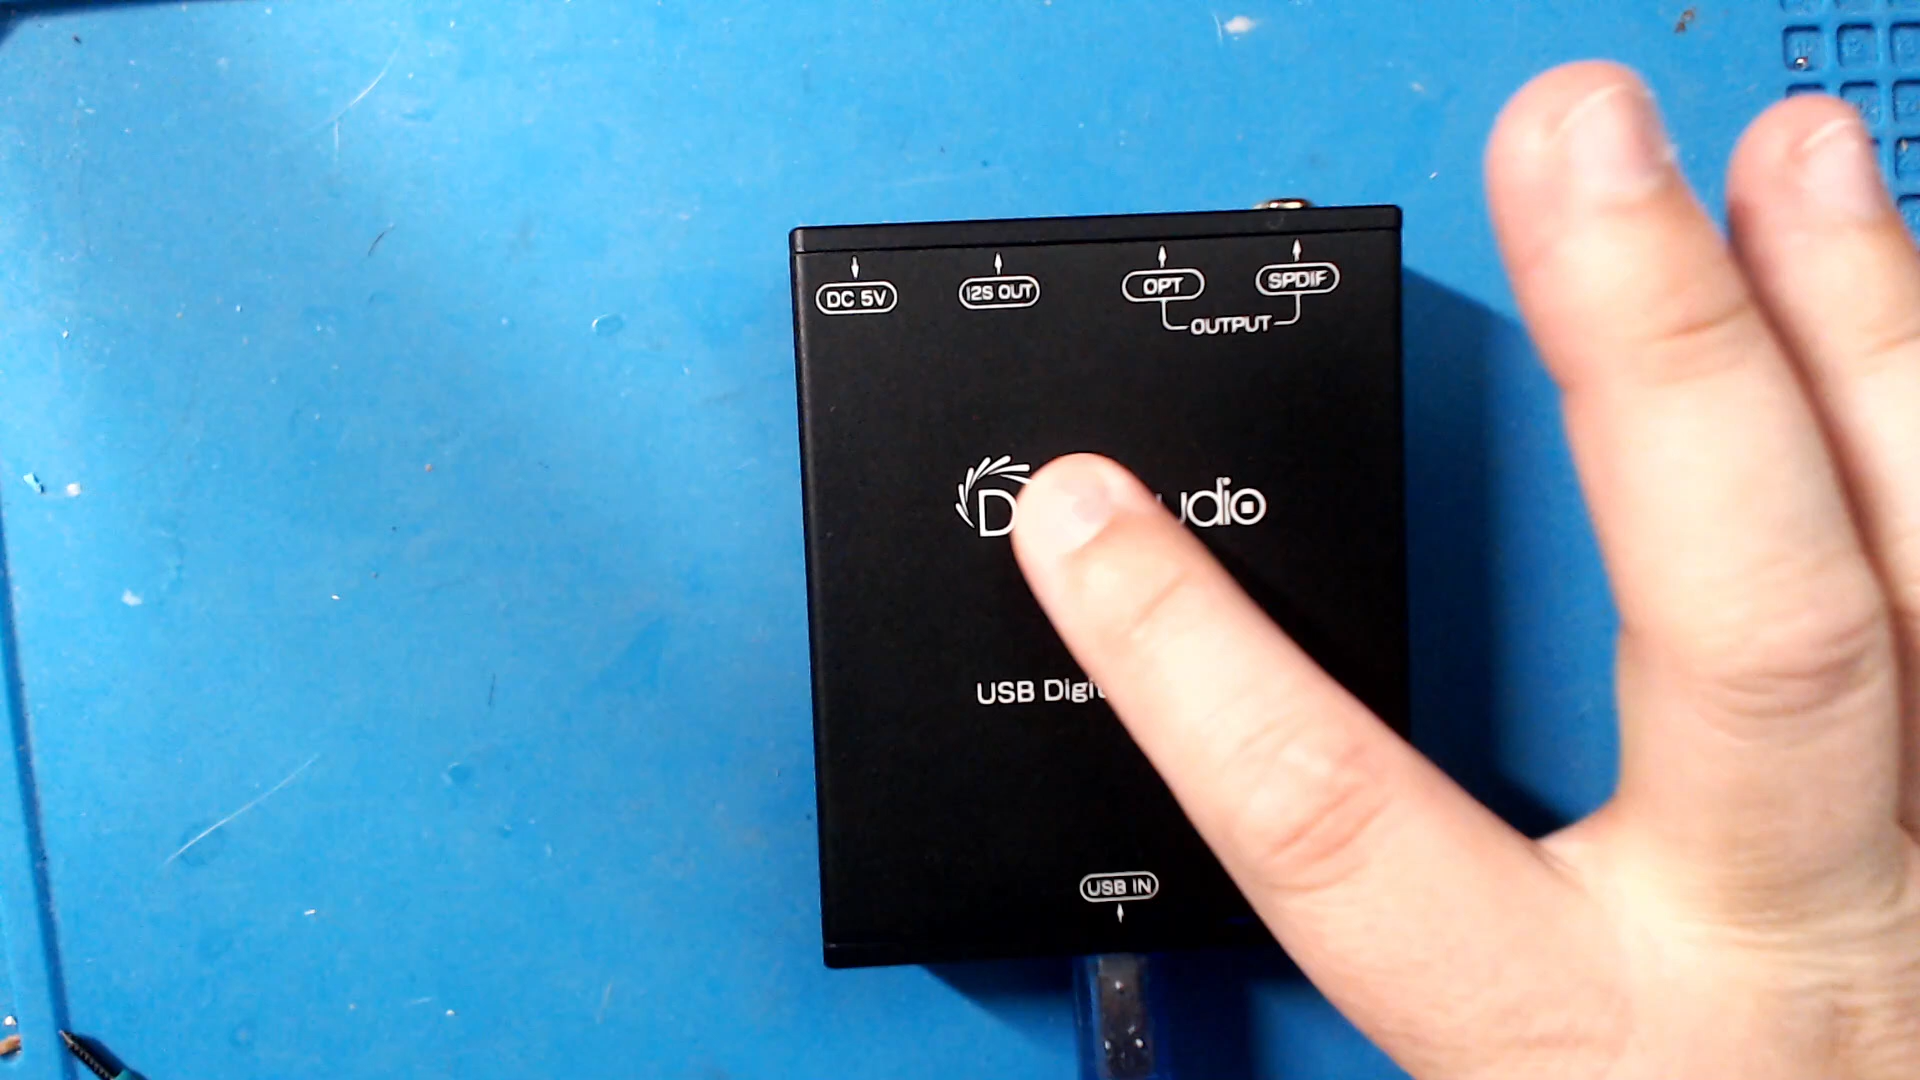 DC 5V
I2S OUT
OPT
SPDIF
OUTPUT
USB
USB IN